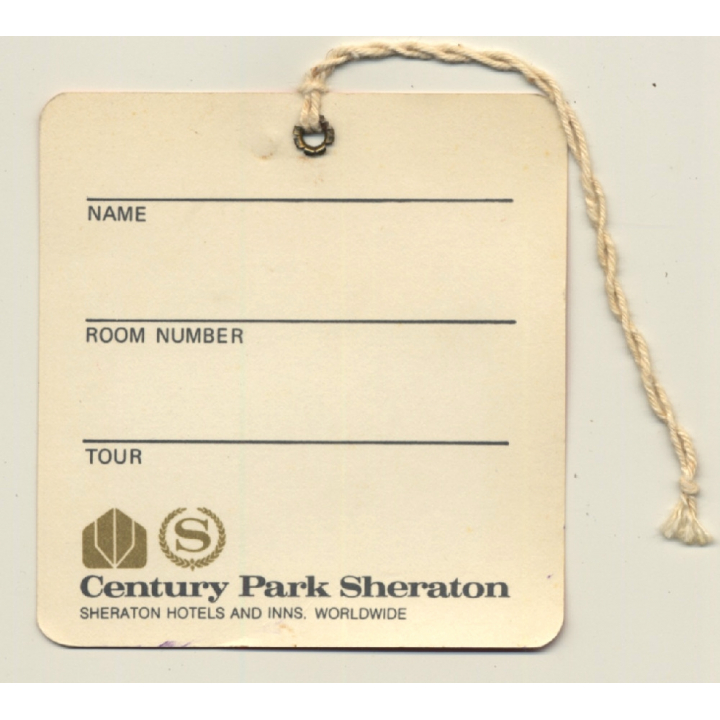 NAME
ROOM NUMBER
TOUR
S
Century Park Sheraton
SHERATON HOTELS AND INNS. WORLDWIDE